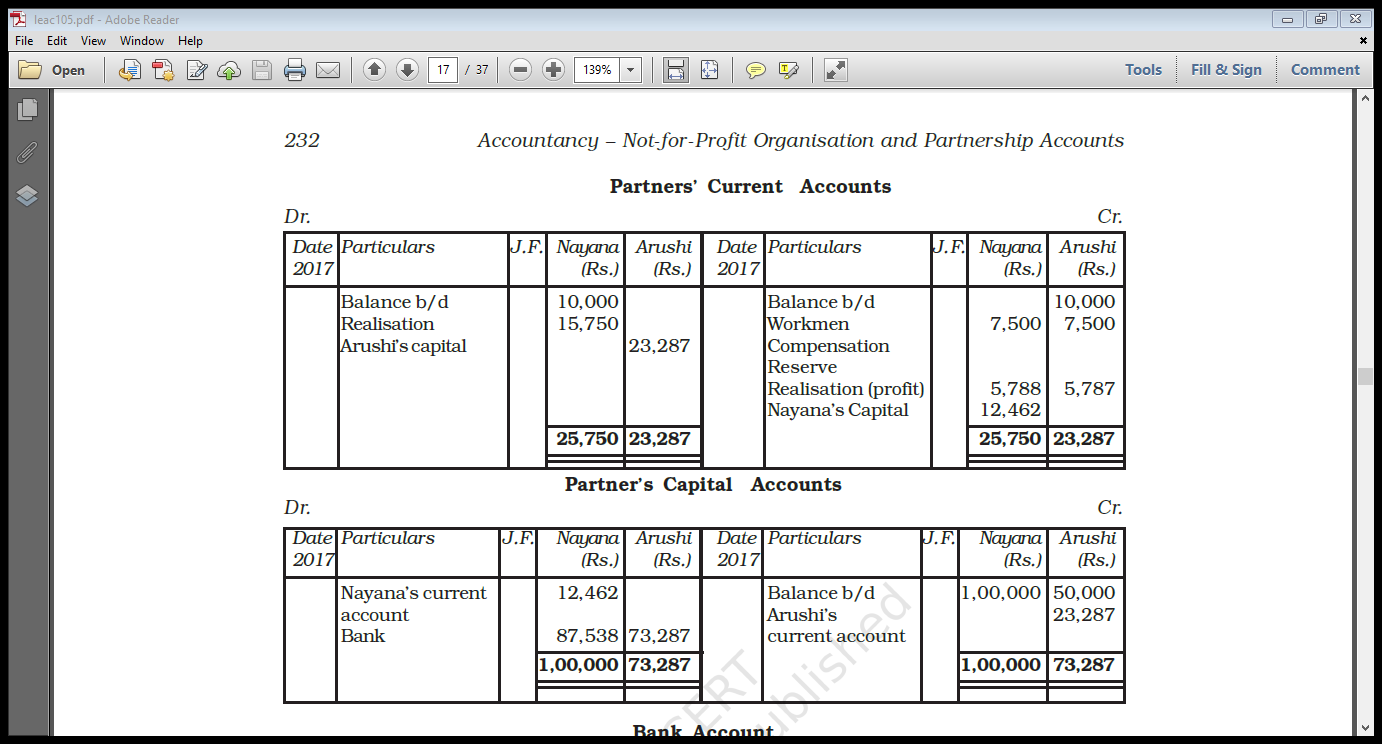 leac105.pdf - Adobe Reader
File Edit View Window Help
Open 17 / 37 139% Tools Fill & Sign Comment
232 Accountancy – Not-for-Profit Organisation and Partnership Accounts
Partners' Current Accounts
Dr. Cr.
Date Particulars J.F. Nayana Arushi Date Particulars J.F. Nayana Arushi
2017 (Rs.) (Rs.) 2017 (Rs.) (Rs.)
Balance b/d 10,000 Balance b/d 10,000
Realisation 15,750 Workmen 7,500 7,500
Arushi's capital 23,287 Compensation
Reserve
Realisation (profit) 5,788 5,787
Nayana's Capital 12,462
25,750 23,287 25,750 23,287
Partner's Capital Accounts
Dr. Cr.
Date Particulars J.F. Nayana Arushi Date Particulars J.F. Nayana Arushi
2017 (Rs.) (Rs.) 2017 (Rs.) (Rs.)
Nayana's current 12,462 Balance b/d 1,00,000 50,000
account Arushi's 23,287
Bank 87,538 73,287 current account
1,00,000 73,287 1,00,000 73,287
Bank Account